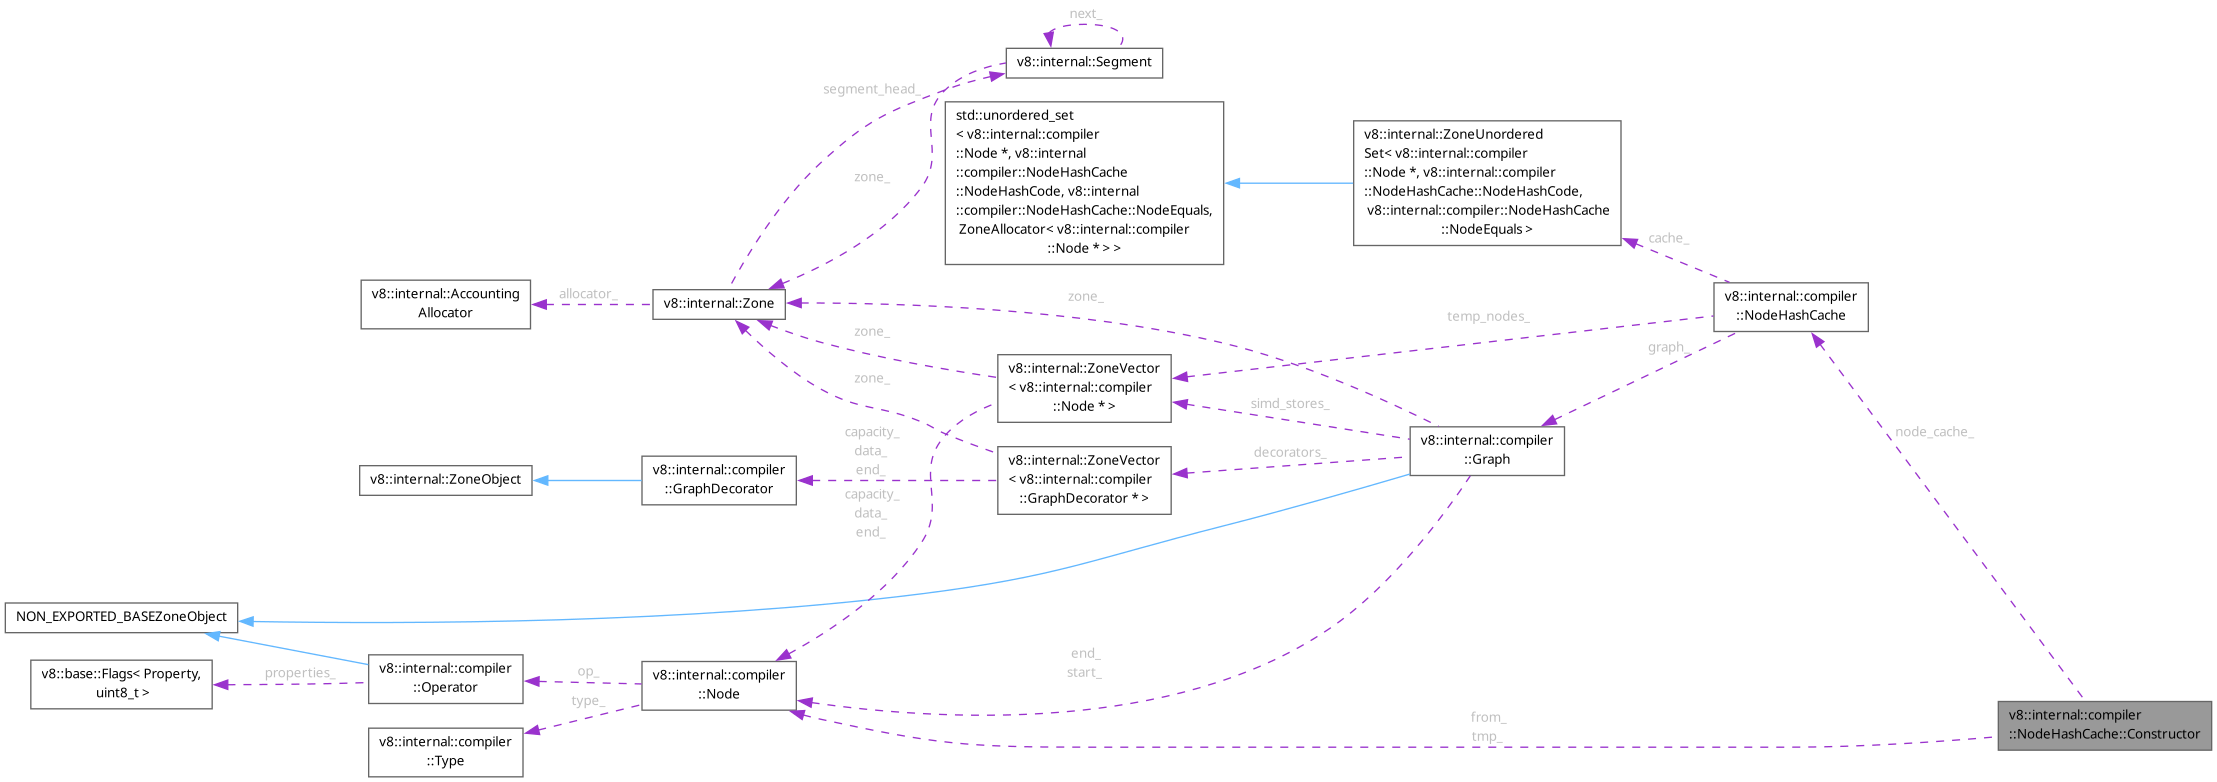 next_
v8::internal::Segment
segment_head_
zone_
std::unordered_set
< v8::internal::compiler
::Node *, v8::internal
::compiler::NodeHashCache
::NodeHashCode, v8::internal
::compiler::NodeHashCache::NodeEquals,
ZoneAllocator< v8::internal::compiler
::Node * > >
v8::internal::ZoneUnordered
Set< v8::internal::compiler
::Node *, v8::internal::compiler
::NodeHashCache::NodeHashCode,
v8::internal::compiler::NodeHashCache
::NodeEquals >
cache_
v8::internal::Accounting
Allocator
allocator_
v8::internal::Zone
zone_
v8::internal::compiler
::NodeHashCache
temp_nodes_
graph_
zone_
zone_
v8::internal::ZoneVector
< v8::internal::compiler
::Node * >
simd_stores_
decorators_
v8::internal::compiler
::Graph
node_cache_
capacity_
data_
end_
v8::internal::ZoneObject
v8::internal::compiler
::GraphDecorator
v8::internal::ZoneVector
< v8::internal::compiler
::GraphDecorator * >
capacity_
data_
end_
NON_EXPORTED_BASEZoneObject
v8::base::Flags< Property,
uint8_t >
properties_
v8::internal::compiler
::Operator
op_
type_
v8::internal::compiler
::Node
end_
start_
v8::internal::compiler
::Type
from_
tmp_
v8::internal::compiler
::NodeHashCache::Constructor